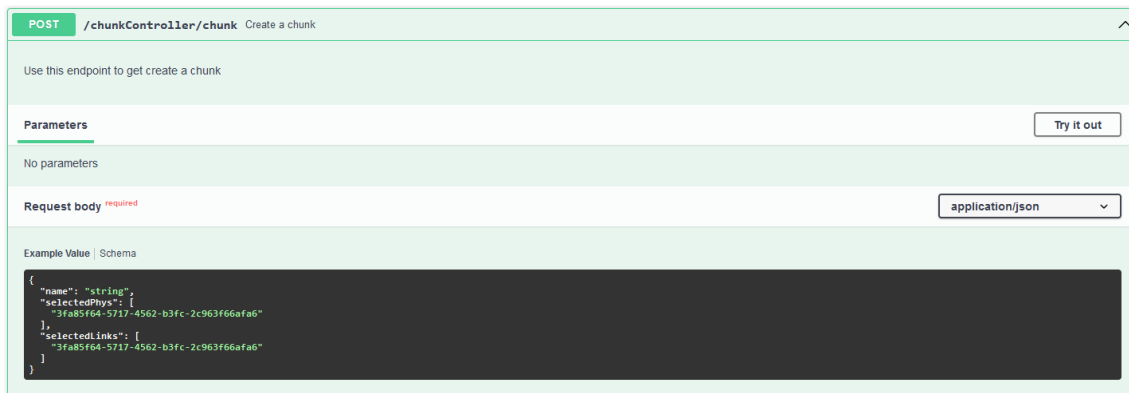 POST /chunkController/chunk Create a chunk
Use this endpoint to get create a chunk
Parameters Try it out
No parameters
Request body required application/json
Example Value | Schema
{
  "name": "string",
  "selectedPhys": [
    "3fa85f64-5717-4562-b3fc-2c963f66afa6"
  ],
  "selectedLinks": [
    "3fa85f64-5717-4562-b3fc-2c963f66afa6"
  ]
}